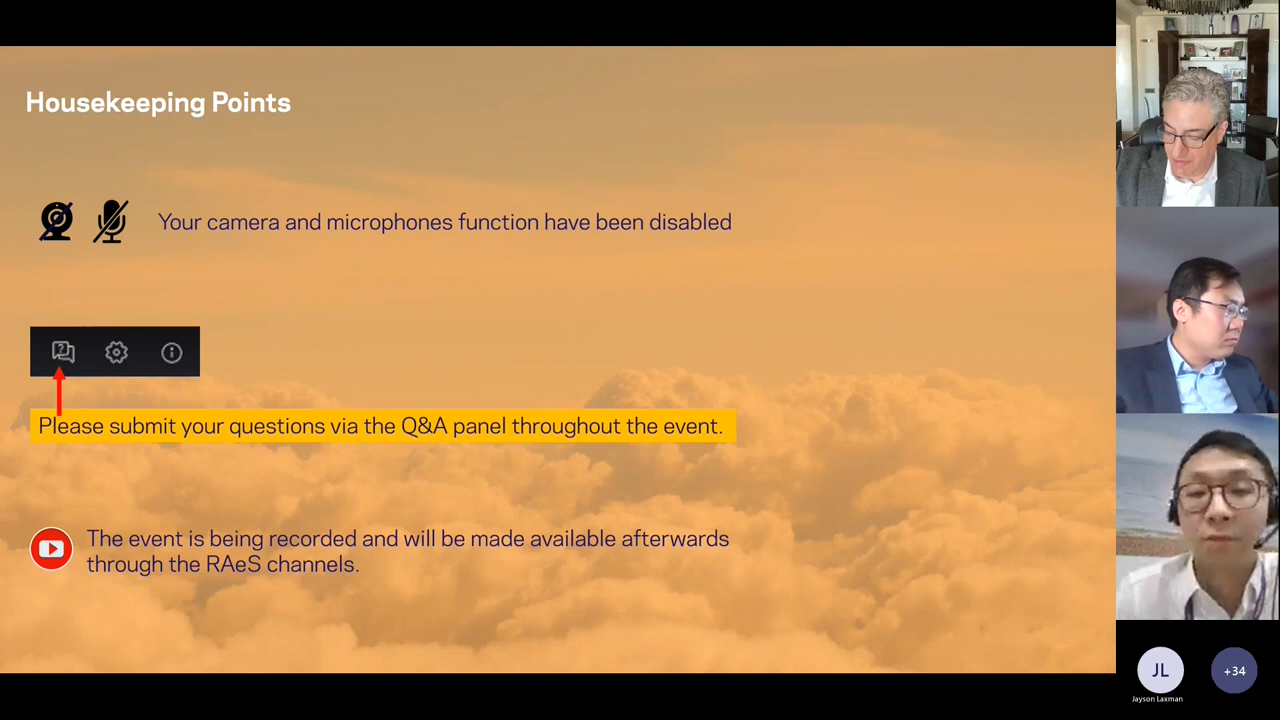 Housekeeping Points
Your camera and microphones function have been disabled
Please submit your questions via the Q&A panel throughout the event.
The event is being recorded and will be made available afterwards
through the RAeS channels.
JL
+34
Jayson Laxman